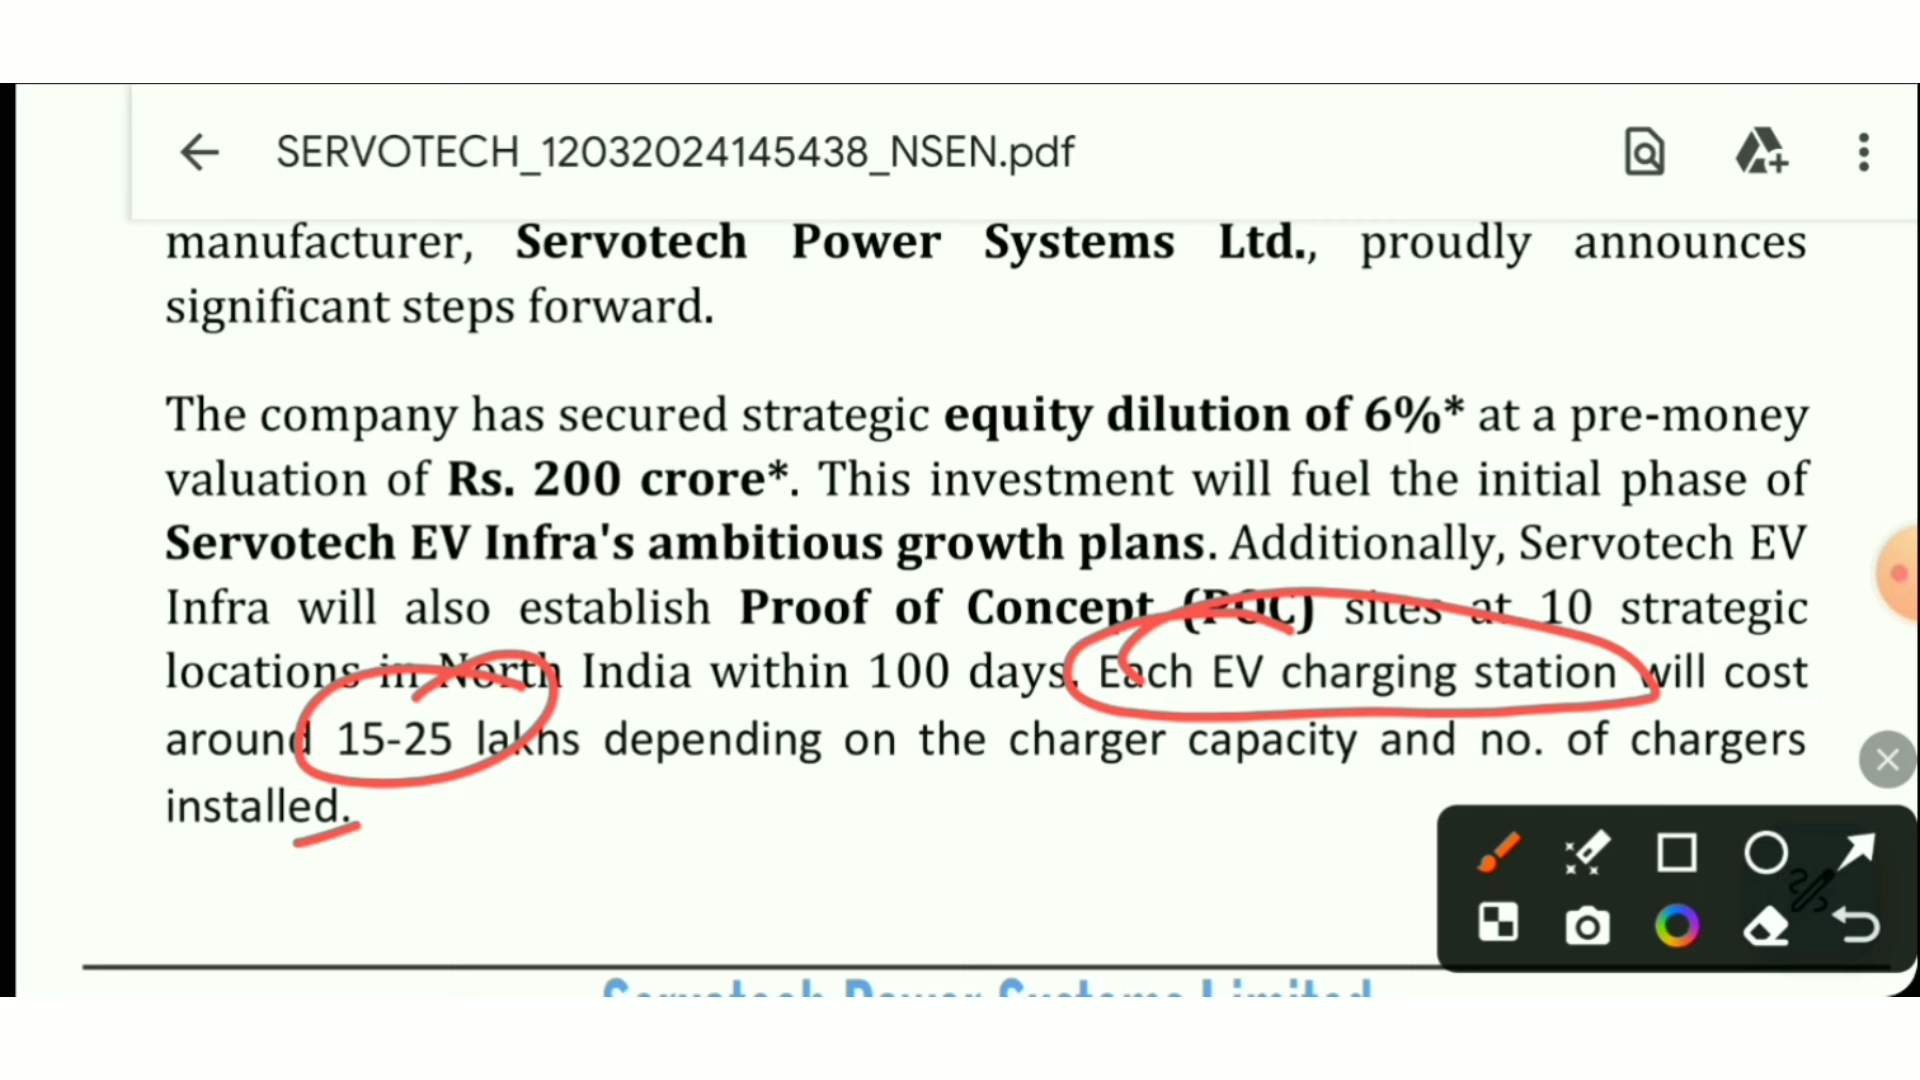 SERVOTECH_12032024145438_NSEN.pdf
manufacturer, Servotech Power Systems Ltd., proudly announces
significant steps forward.
The company has secured strategic equity dilution of 6%* at a pre-money
valuation of Rs. 200 crore*. This investment will fuel the initial phase of
Servotech EV Infra's ambitious growth plans. Additionally, Servotech EV
Infra will also establish Proof of Concept (POC) sites at 10 strategic
locations in North India within 100 days. Each EV charging station will cost
around 15-25 lakhs depending on the charger capacity and no. of chargers
installed.
Servotech Power Systems Limited